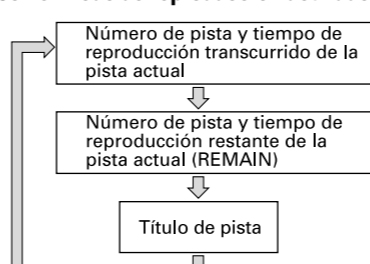 Número de pista y tiempo de
reproducción transcurrido de la
pista actual
Número de pista y tiempo de
reproducción restante de la
pista actual (REMAIN)
Título de pista